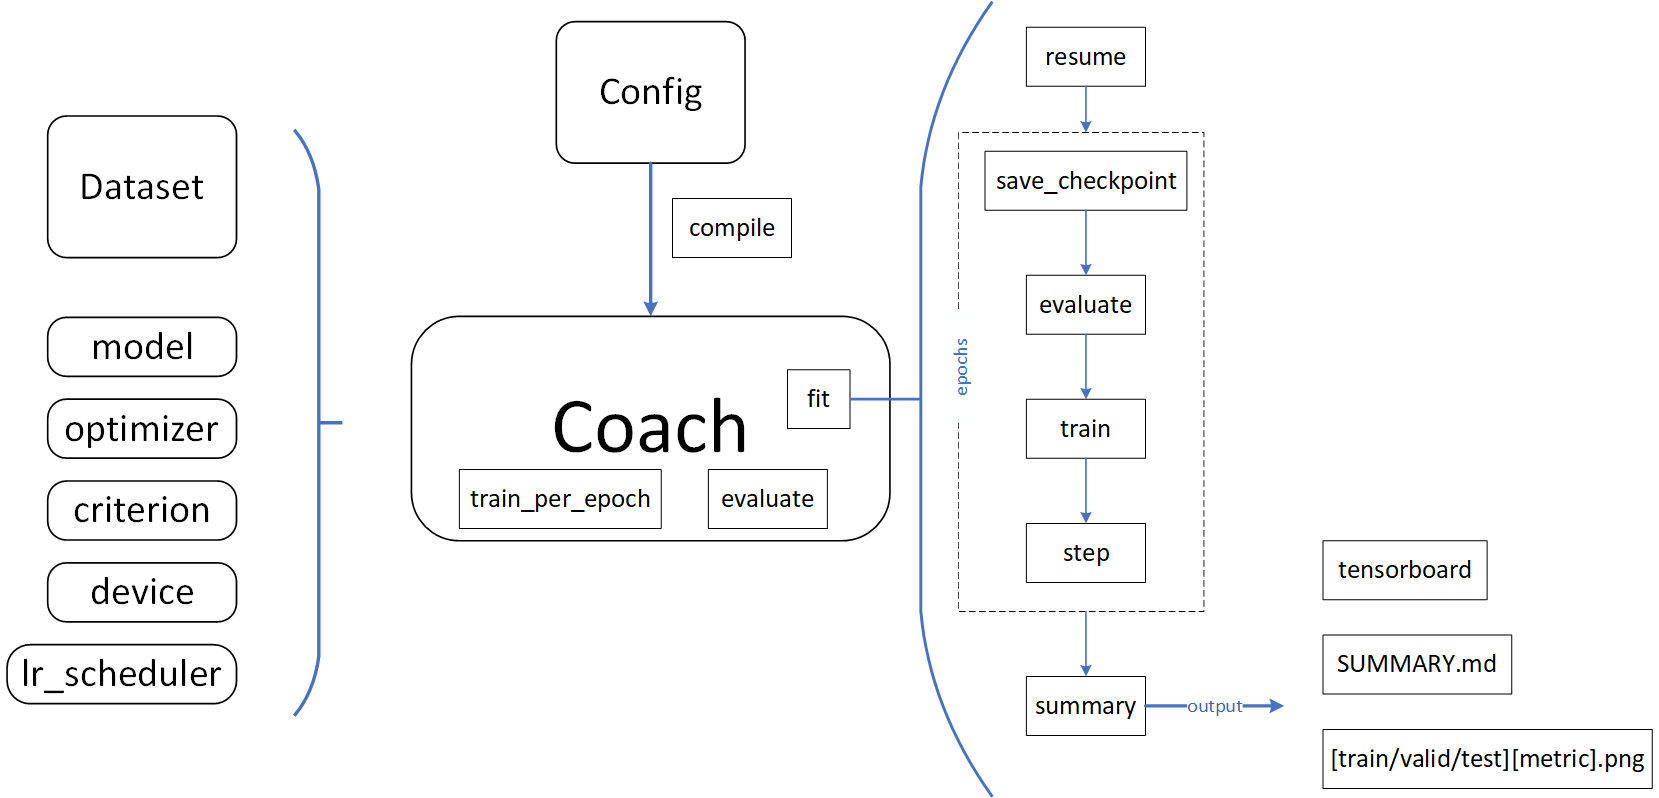 Dataset
model
optimizer
criterion
device
lr_scheduler
Config
compile
Coach
fit
train_per_epoch
evaluate
resume
save_checkpoint
evaluate
train
step
epochs
summary
output
tensorboard
SUMMARY.md
[train/valid/test][metric].png